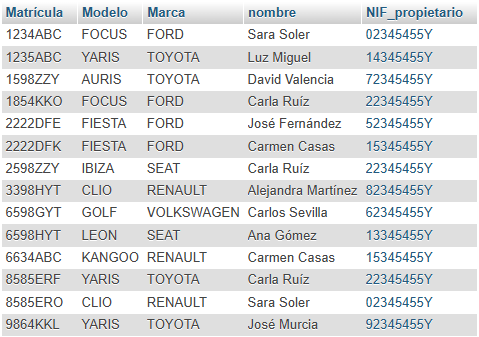 Matrícula Modelo Marca nombre NIF_propietario
1234ABC FOCUS FORD Sara Soler 02345455Y
1235ABC YARIS TOYOTA Luz Miguel 14345455Y
1598ZZY AURIS TOYOTA David Valencia 72345455Y
1854KKO FOCUS FORD Carla Ruíz 22345455Y
2222DFE FIESTA FORD José Fernández 52345455Y
2222DFK FIESTA FORD Carmen Casas 15345455Y
2598ZZY IBIZA SEAT Carla Ruíz 22345455Y
3398HYT CLIO RENAULT Alejandra Martínez 82345455Y
6598GYT GOLF VOLKSWAGEN Carlos Sevilla 62345455Y
6598HYT LEON SEAT Ana Gómez 13345455Y
6634ABC KANGOO RENAULT Carmen Casas 15345455Y
8585ERF YARIS TOYOTA Carla Ruíz 22345455Y
8585ERO CLIO RENAULT Sara Soler 02345455Y
9864KKL YARIS TOYOTA José Murcia 92345455Y